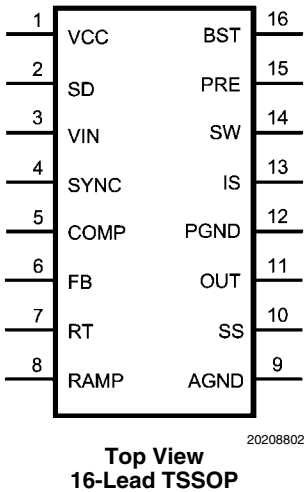 1 VCC BST 16
2 SD PRE 15
3 VIN SW 14
4 SYNC IS 13
5 COMP PGND 12
6 FB OUT 11
7 RT SS 10
8 RAMP AGND 9
20208802
Top View
16-Lead TSSOP